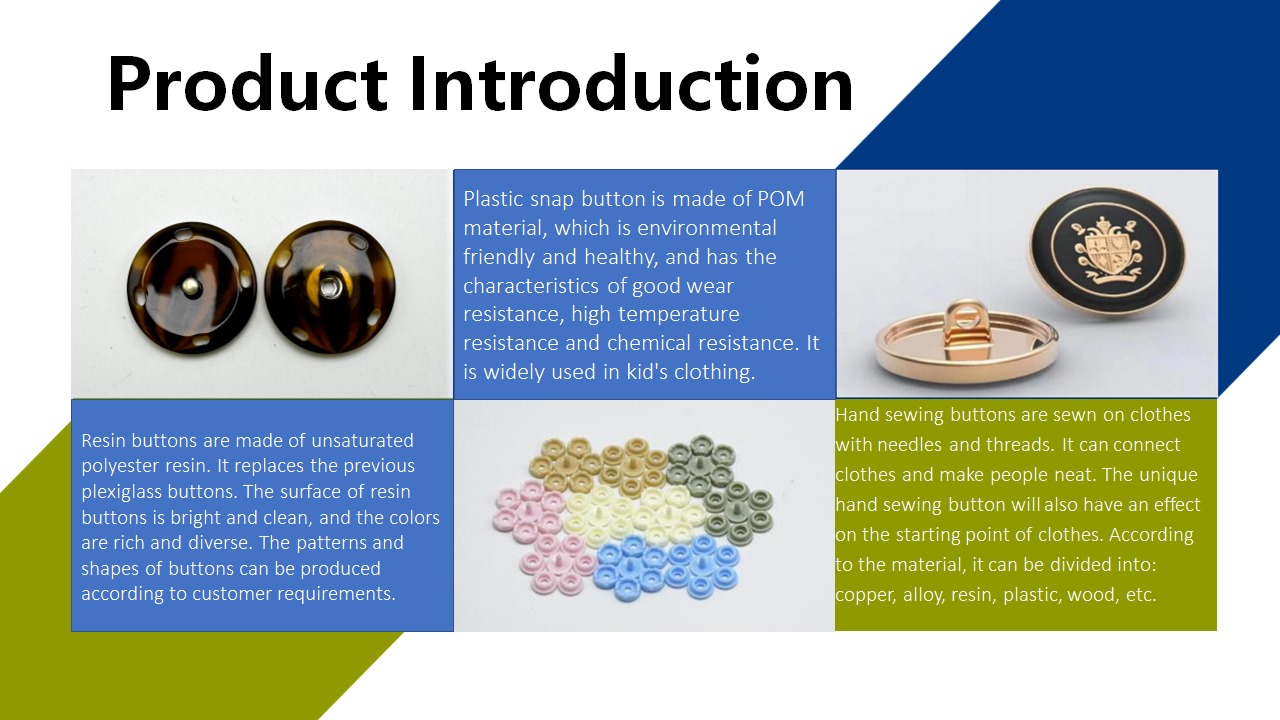 Product Introduction
Plastic snap button is made of POM
material, which is environmental
friendly and healthy, and has the
characteristics of good wear
resistance, high temperature
resistance and chemical resistance. It
is widely used in kid's clothing.
Resin buttons are made of unsaturated
polyester resin. It replaces the previous
plexiglass buttons. The surface of resin
buttons is bright and clean, and the colors
are rich and diverse. The patterns and
shapes of buttons can be produced
according to customer requirements.
Hand sewing buttons are sewn on clothes
with needles and threads. It can connect
clothes and make people neat. The unique
hand sewing button will also have an effect
on the starting point of clothes. According
to the material, it can be divided into:
copper, alloy, resin, plastic, wood, etc.